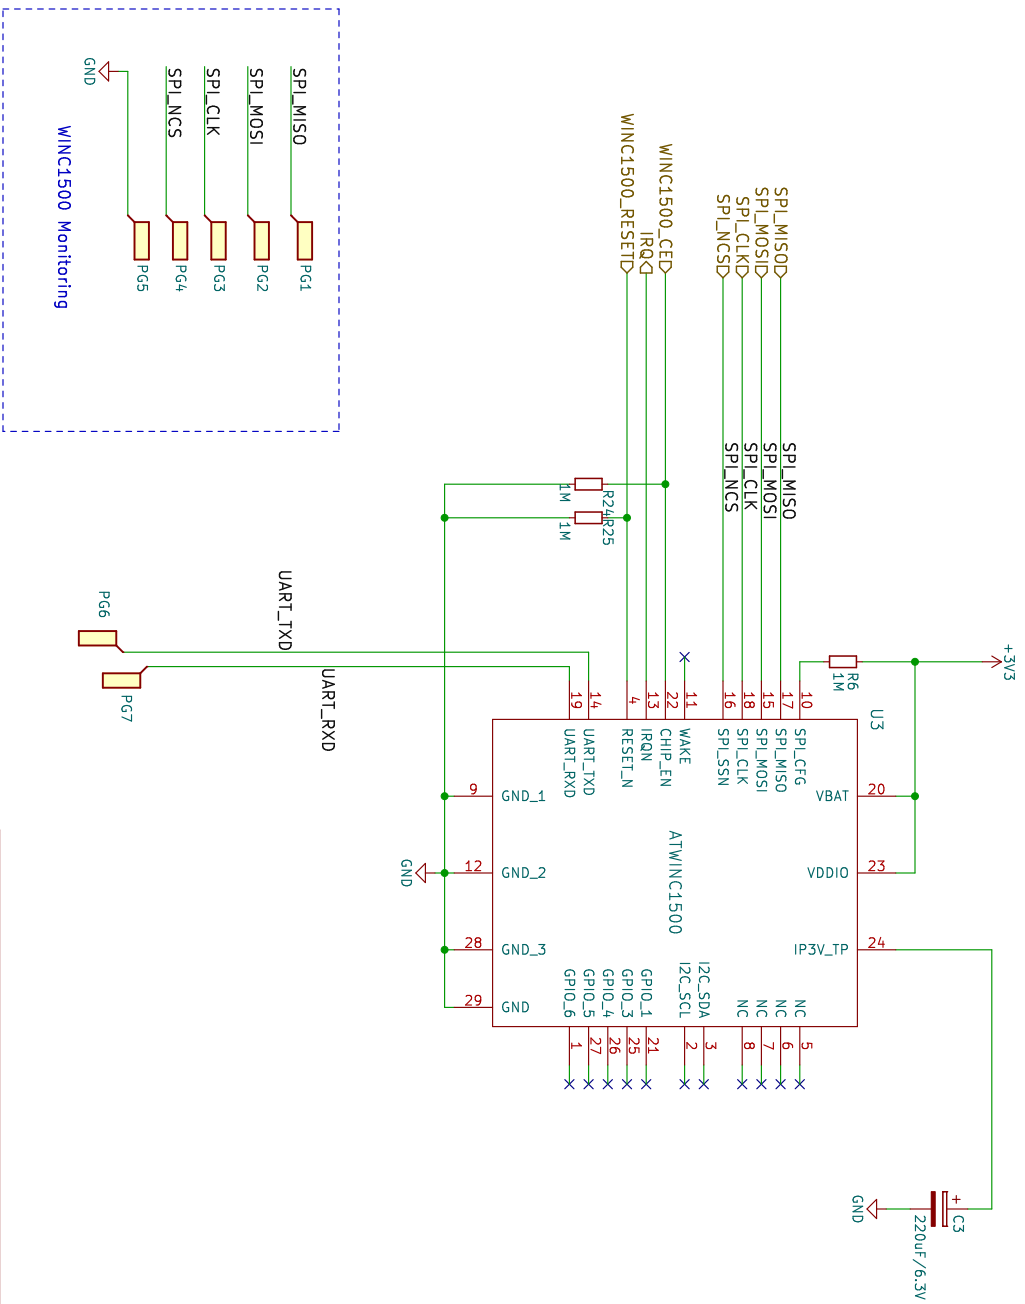 GND
SPI_NCS
SPI_CLK
SPI_MOSI
SPI_MISO
WINC1500 Monitoring
PG5
PG4
PG3
PG2
PG1
WINC1500_RESET
IRQ
WINC1500_CE
SPI_NCS
SPI_CLK
SPI_MOSI
SPI_MISO
SPI_NCS
SPI_CLK
SPI_MOSI
SPI_MISO
1M
R24
1M
R25
UART_TXD
PG6
UART_RXD
PG7
+3V3
R6
1M
U3
19
14
4
13
22
11
16
18
15
17
10
UART_RXD
UART_TXD
RESET_N
IRQN
CHIP_EN
WAKE
SPI_SSN
SPI_CLK
SPI_MOSI
SPI_MISO
SPI_CFG
9 GND_1
VBAT 20
GND
12 GND_2
VDDIO 23
ATWINC1500
28 GND_3
IP3V_TP 24
29 GND
GPIO_6
GPIO_5
GPIO_4
GPIO_3
GPIO_1
I2C_SCL
I2C_SDA
NC
NC
NC
NC
1
27
26
25
21
2
3
8
7
6
5
GND
+
C3
220uF/6.3V